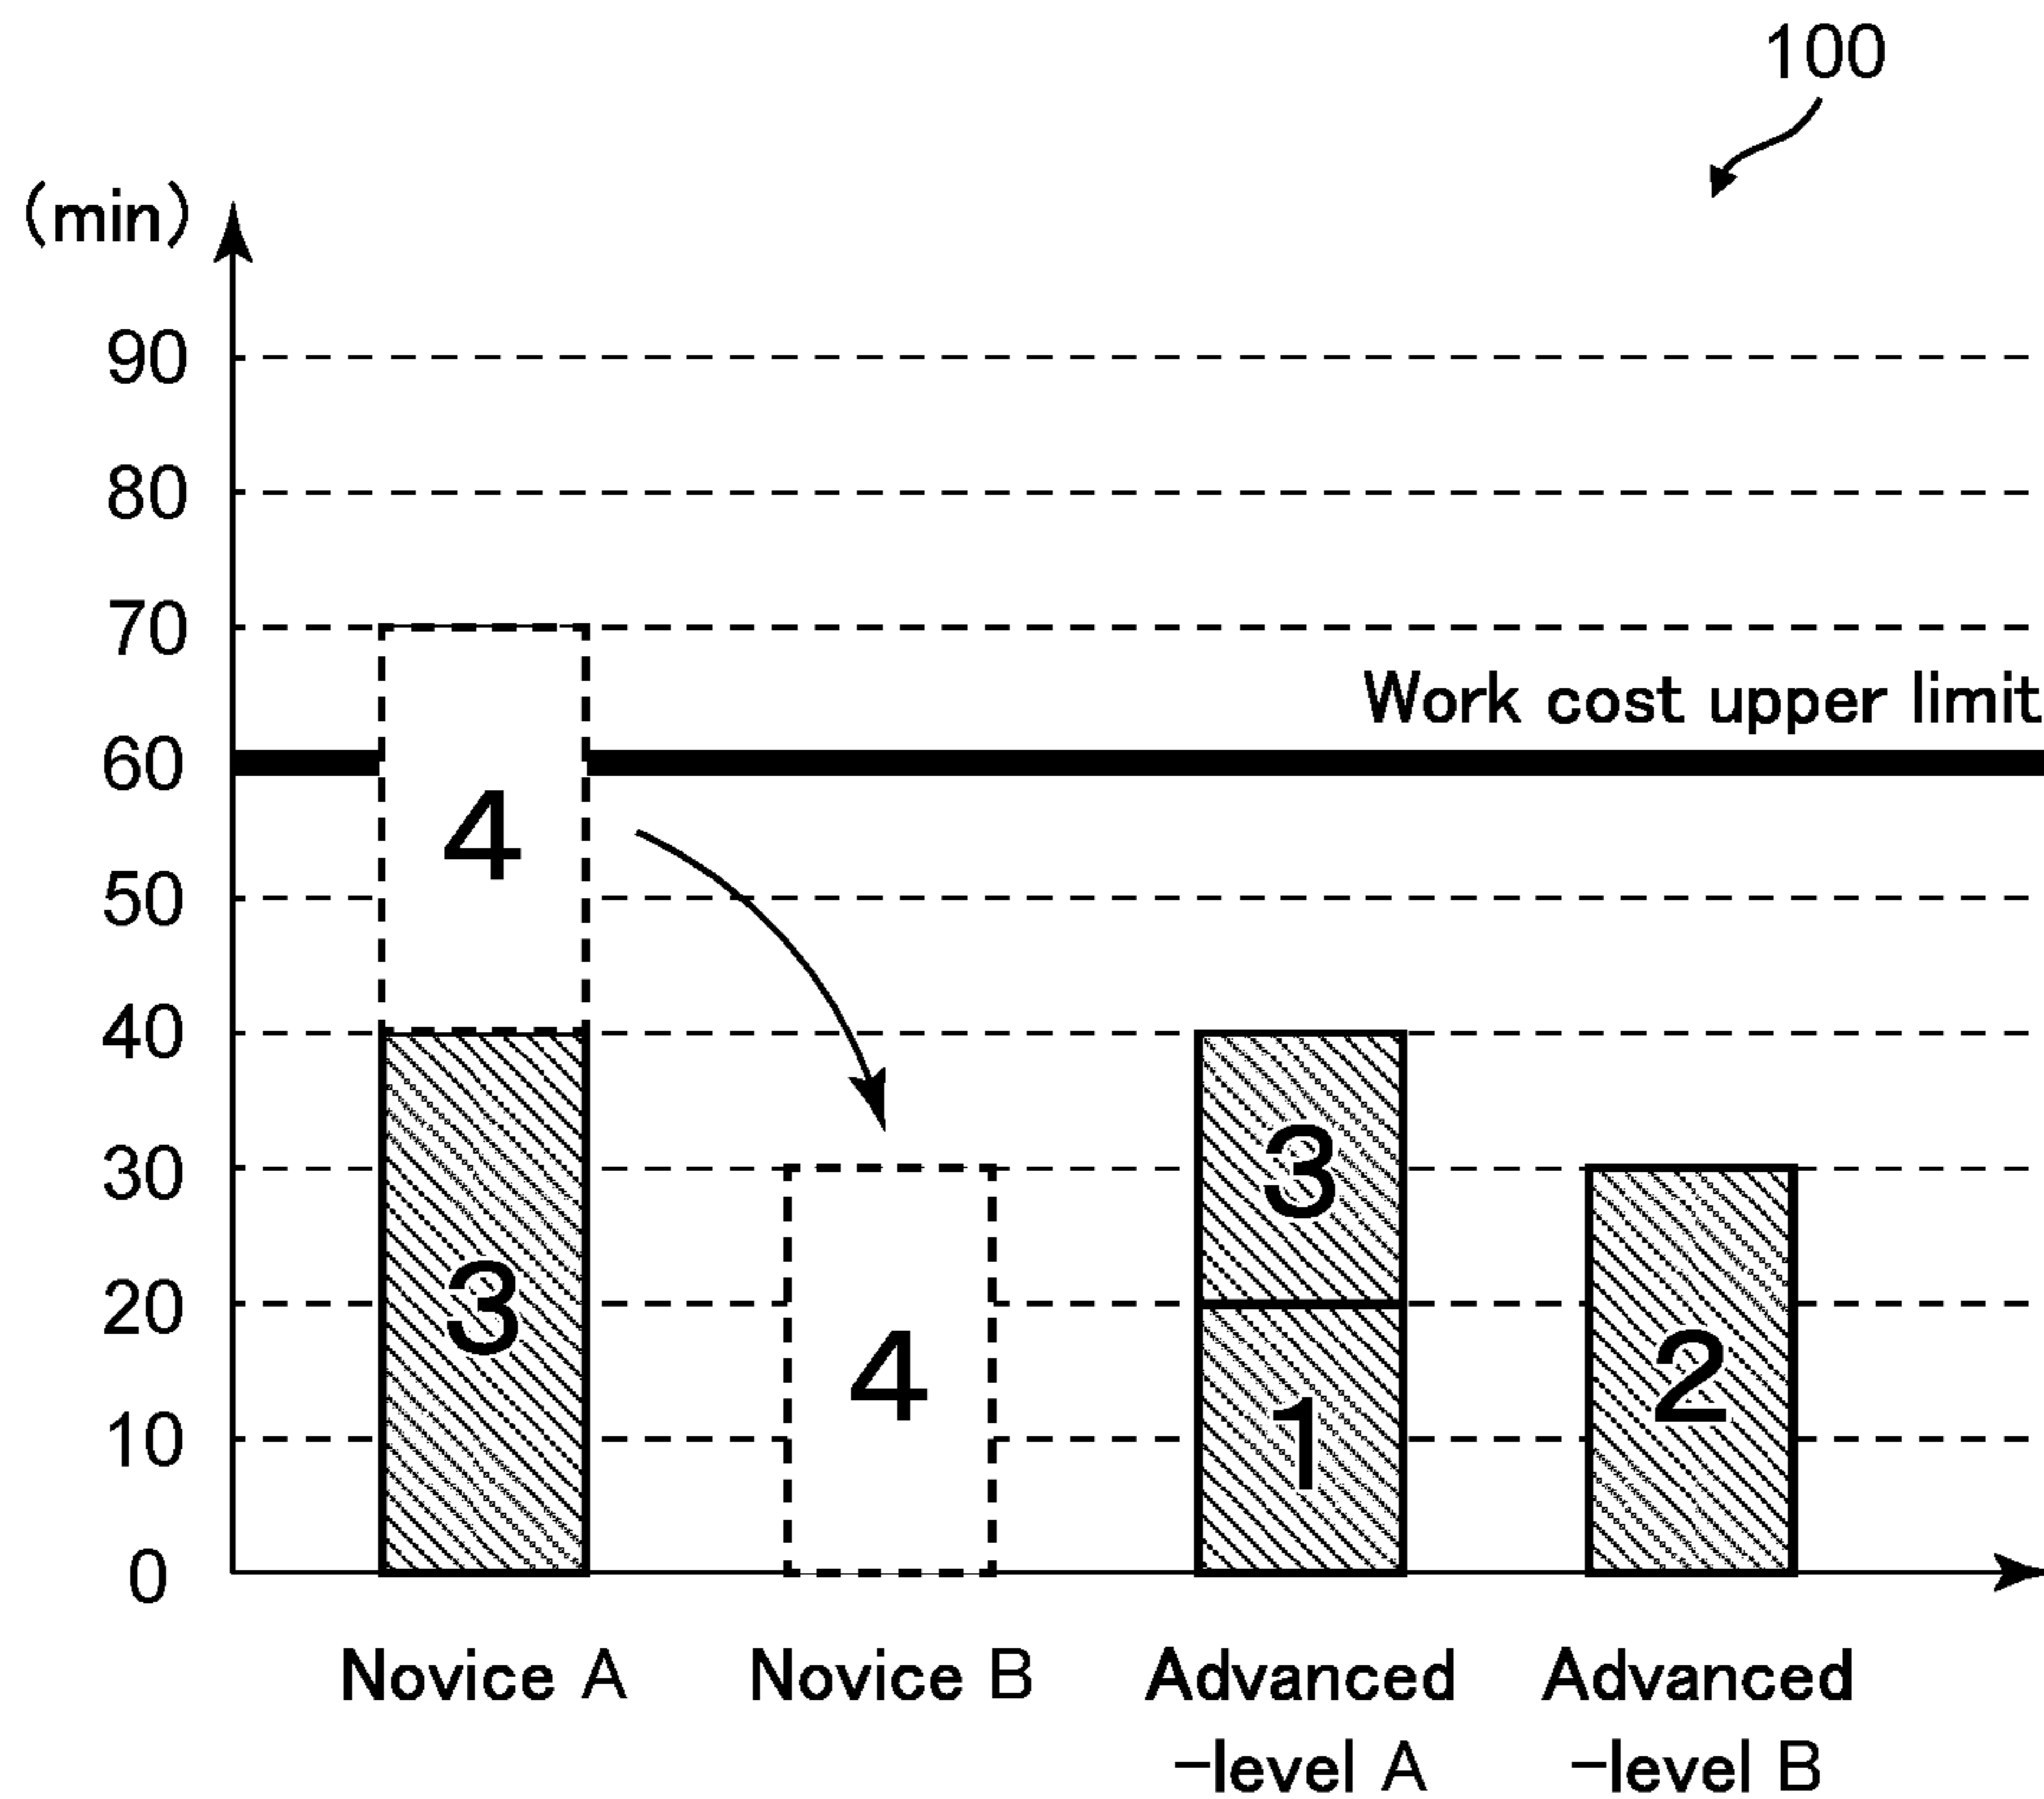 100
(min)
90
80
70
Work cost upper limit
60
4
50
40
3
30
3
20
4
2
10
1
0
Novice A
Novice B
Advanced
-level A
Advanced
-level B